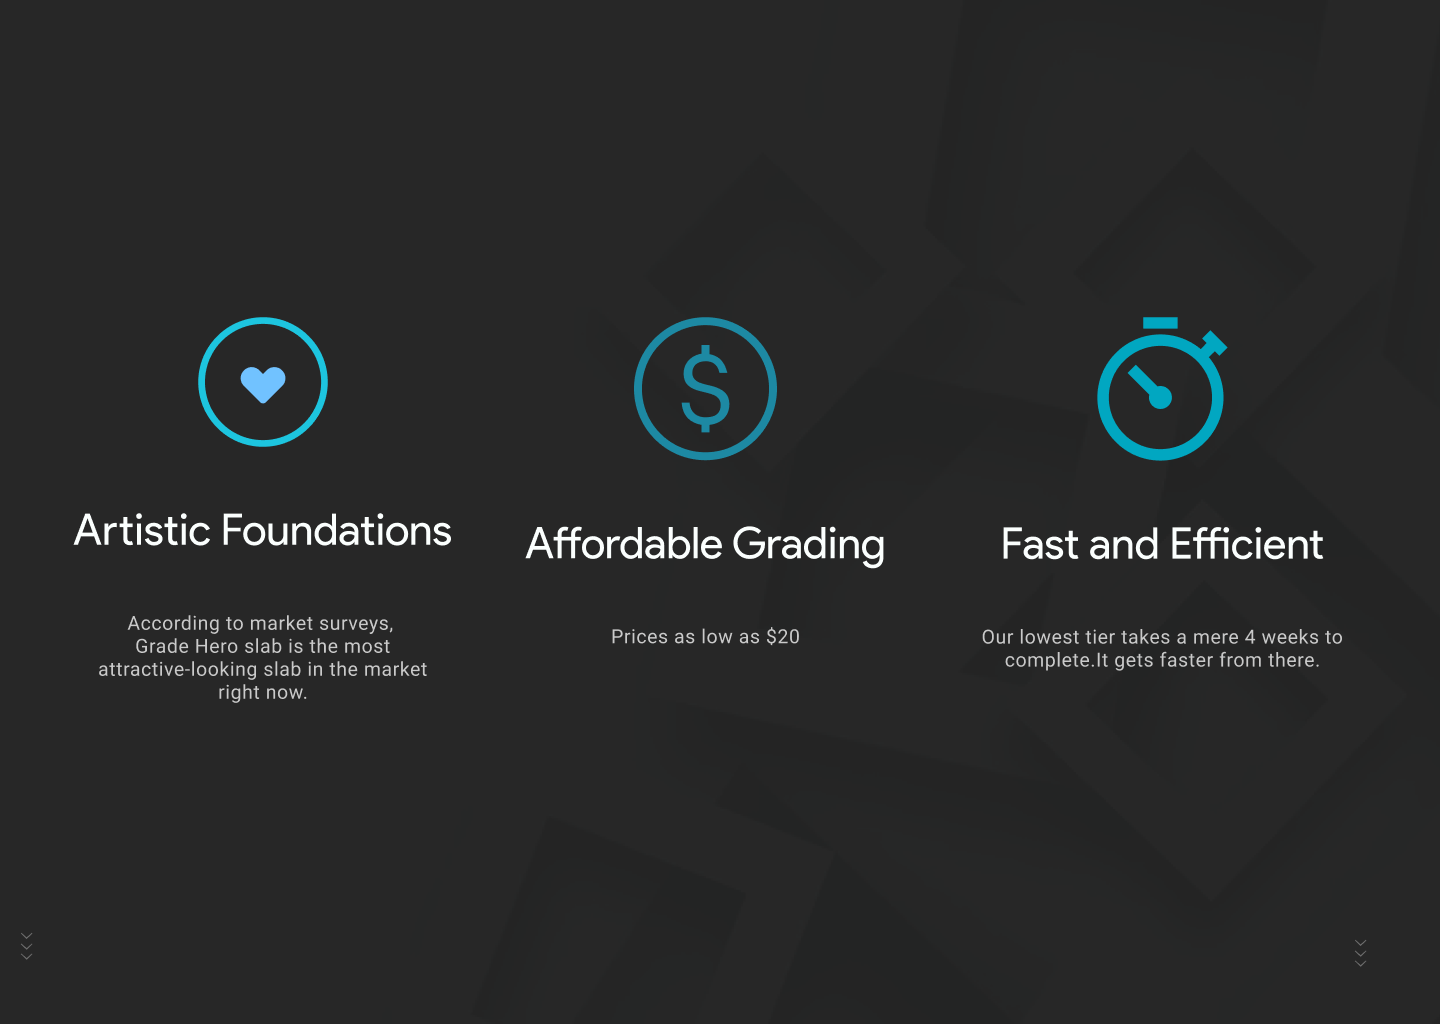 Artistic Foundations
According to market surveys,
Grade Hero slab is the most
attractive-looking slab in the market
right now.
$
Affordable Grading
Prices as low as $20
Fast and Efficient
Our lowest tier takes a mere 4 weeks to
complete.It gets faster from there.